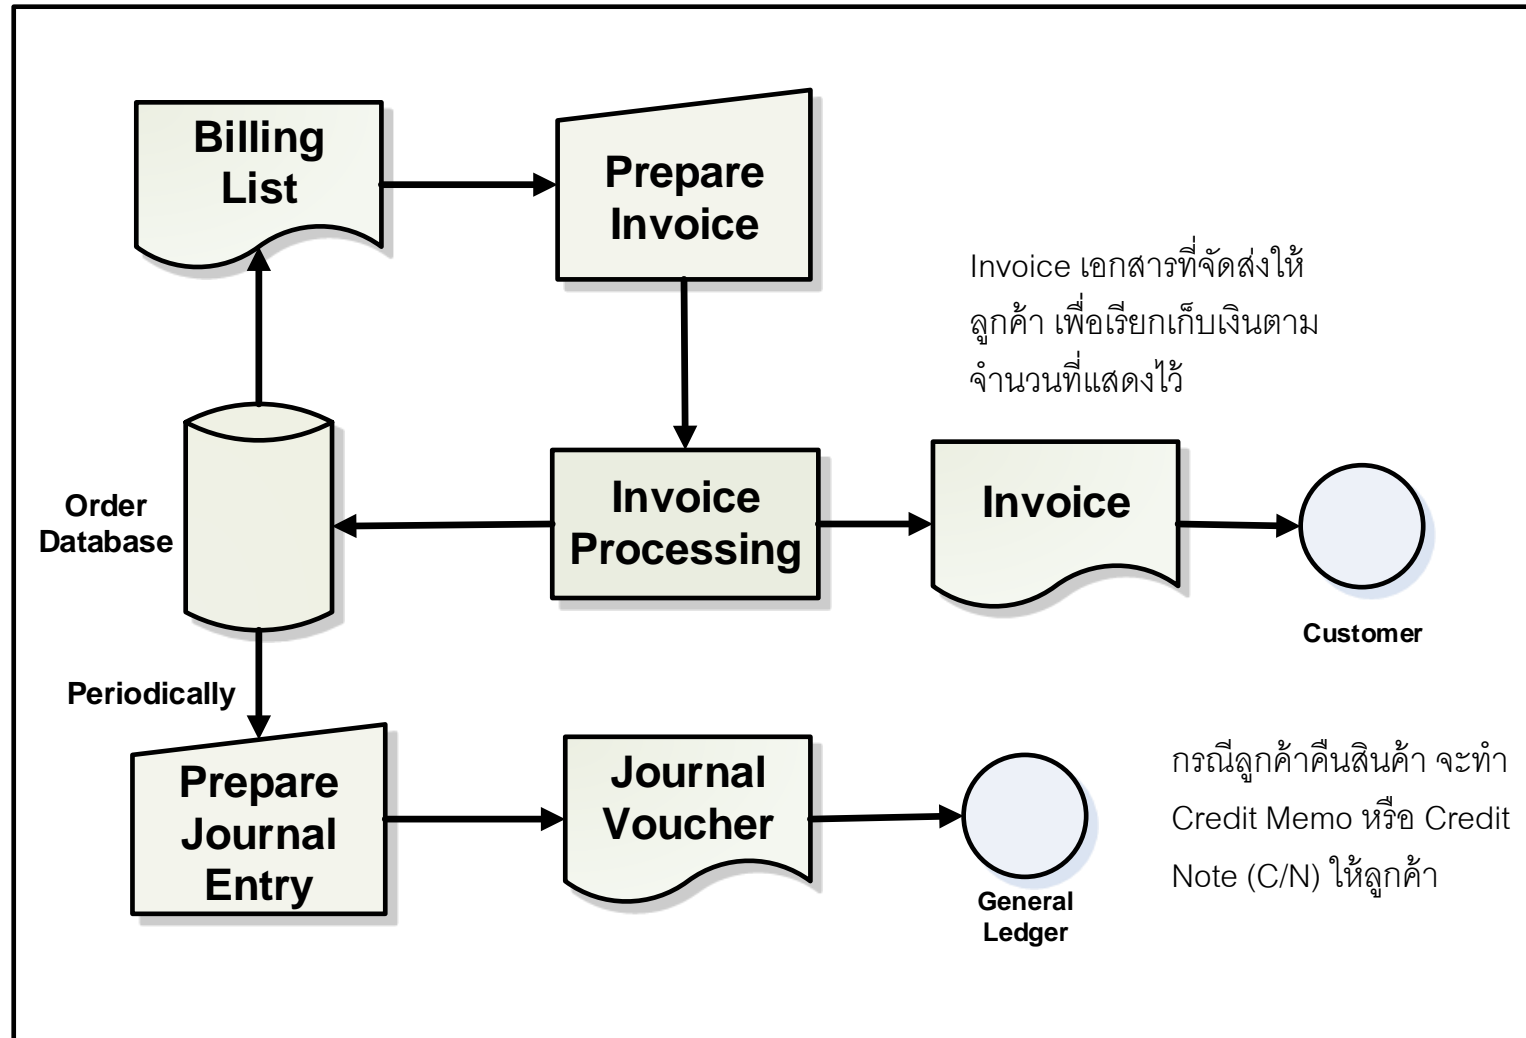 Billing
List
Prepare
Invoice
Invoice เอกสารที่จัดส่งให้
ลูกค้า เพื่อเรียกเก็บเงินตาม
จำนวนที่แสดงไว้
Order
Database
Invoice
Processing
Invoice
Customer
Periodically
Prepare
Journal
Entry
Journal
Voucher
General
Ledger
กรณีลูกค้าคืนสินค้า จะทำ
Credit Memo หรือ Credit
Note (C/N) ให้ลูกค้า